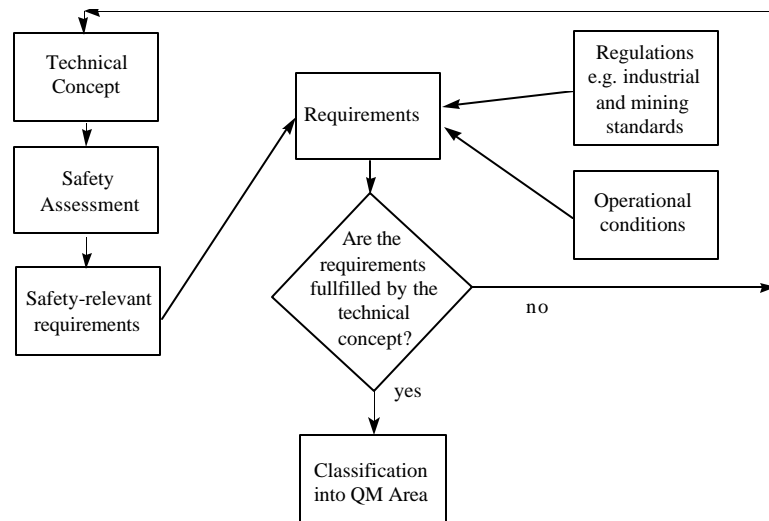 Technical
Concept
Safety
Assessment
Safety-relevant
requirements
Requirements
Regulations
e.g. industrial
and mining
standards
Operational
conditions
Are the
requirements
fullfilled by the
technical
concept?
no
yes
Classification
into QM Area